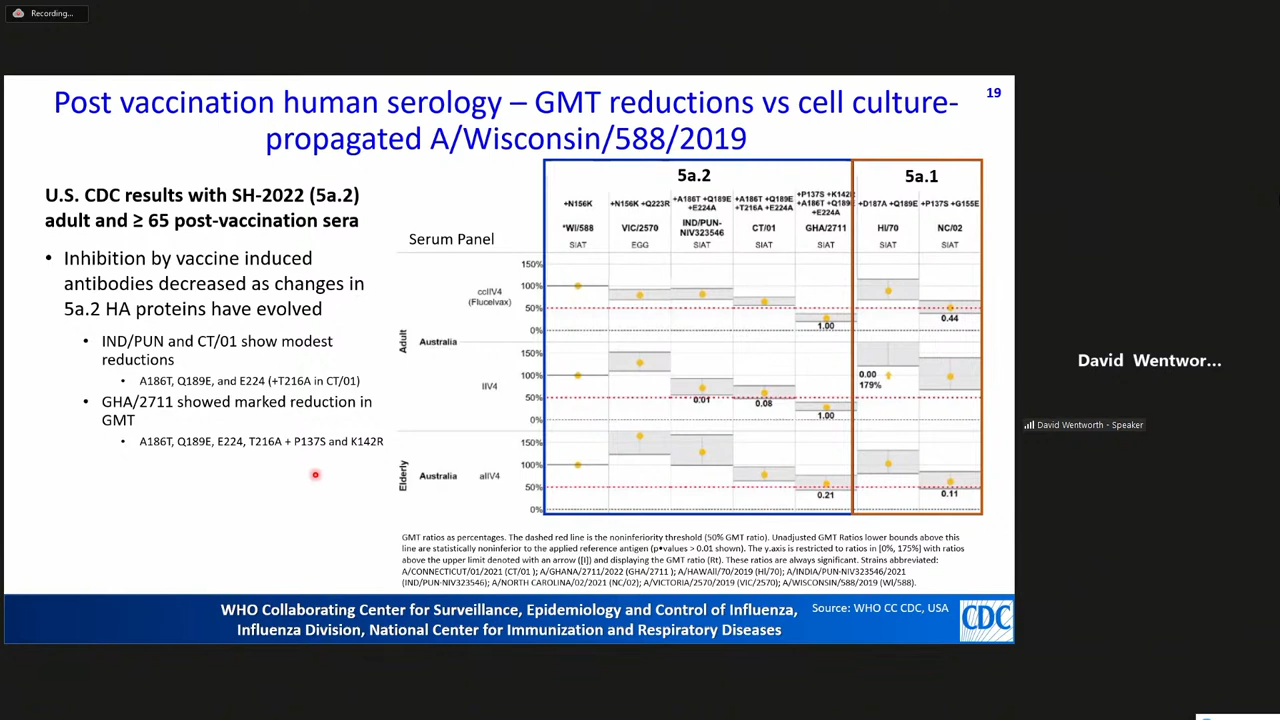 Recording...
Post vaccination human serology – GMT reductions vs cell culture-
propagated A/Wisconsin/588/2019
19
U.S. CDC results with SH-2022 (5a.2)
adult and ≥ 65 post-vaccination sera
• Inhibition by vaccine induced
antibodies decreased as changes in
5a.2 HA proteins have evolved
• IND/PUN and CT/01 show modest
reductions
• A186T, Q189E, and E224 (+T216A in CT/01)
• GHA/2711 showed marked reduction in
GMT
• A186T, Q189E, E224, T216A + P137S and K142R
5a.2
5a.1
Serum Panel
+N156K
*WI/588
SIAT
+N156K +Q223R
VIC/2570
EGG
+A186T +Q189E
+E224A
IND/PUN-
NIV323546
SIAT
+A186T +Q189E
+T216A +E224A
CT/01
SIAT
+P137S +K142R
+A186T +Q189E
+E224A
GHA/2711
SIAT
+D187A +Q189E
HI/70
SIAT
+P137S +G155E
NC/02
SIAT
Adult
Australia
ccIIV4
(Flucelvax)
150%
100%
50%
0%
1.00
0.44
IIV4
150%
100%
50%
0%
0.01
0.08
1.00
0.00
179%
Elderly
Australia
aIIV4
150%
100%
50%
0%
0.21
0.11
GMT ratios as percentages. The dashed red line is the noninferiority threshold (50% GMT ratio). Unadjusted GMT Ratios lower bounds above this
line are statistically noninferior to the applied reference antigen (p•values > 0.01 shown). The y.axis is restricted to ratios in [0%, 175%] with ratios
above the upper limit denoted with an arrow ([I]) and displaying the GMT ratio (Rt). These ratios are always significant. Strains abbreviated:
A/CONNECTICUT/01/2021 (CT/01 ); A/GHANA/2711/2022 (GHA/2711 ); A/HAWAII/70/2019 (HI/70); A/INDIA/PUN-NIV323546/2021
(IND/PUN-NIV323546); A/NORTH CAROLINA/02/2021 (NC/02); A/VICTORIA/2570/2019 (VIC/2570); A/WISCONSIN/588/2019 (WI/588).
WHO Collaborating Center for Surveillance, Epidemiology and Control of Influenza,
Influenza Division, National Center for Immunization and Respiratory Diseases
Source: WHO CC CDC, USA
CDC
David Wentwor...
David Wentworth - Speaker